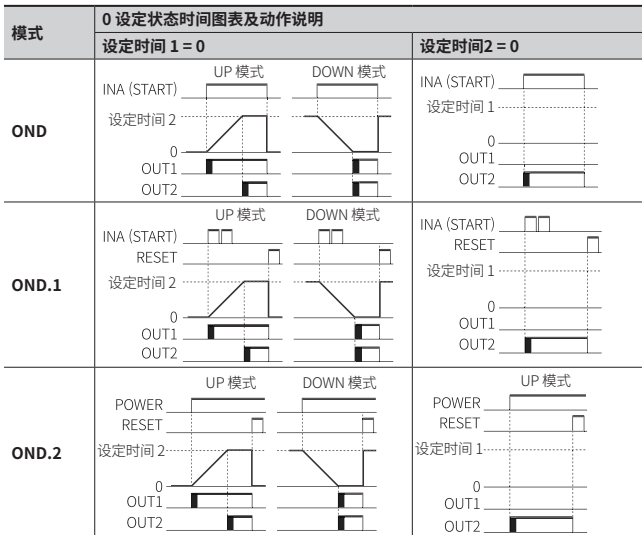 模式
0 设定状态时间图表及动作说明
设定时间 1 = 0
设定时间2 = 0
OND
UP 模式
DOWN 模式
INA (START)
设定时间 2
0
OUT1
OUT2
INA (START)
设定时间 1
0
OUT1
OUT2
OND.1
UP 模式
DOWN 模式
INA (START)
RESET
设定时间 2
0
OUT1
OUT2
INA (START)
RESET
设定时间 1
0
OUT1
OUT2
OND.2
UP 模式
DOWN 模式
POWER
RESET
设定时间 2
0
OUT1
OUT2
UP 模式
POWER
RESET
设定时间 1
0
OUT1
OUT2